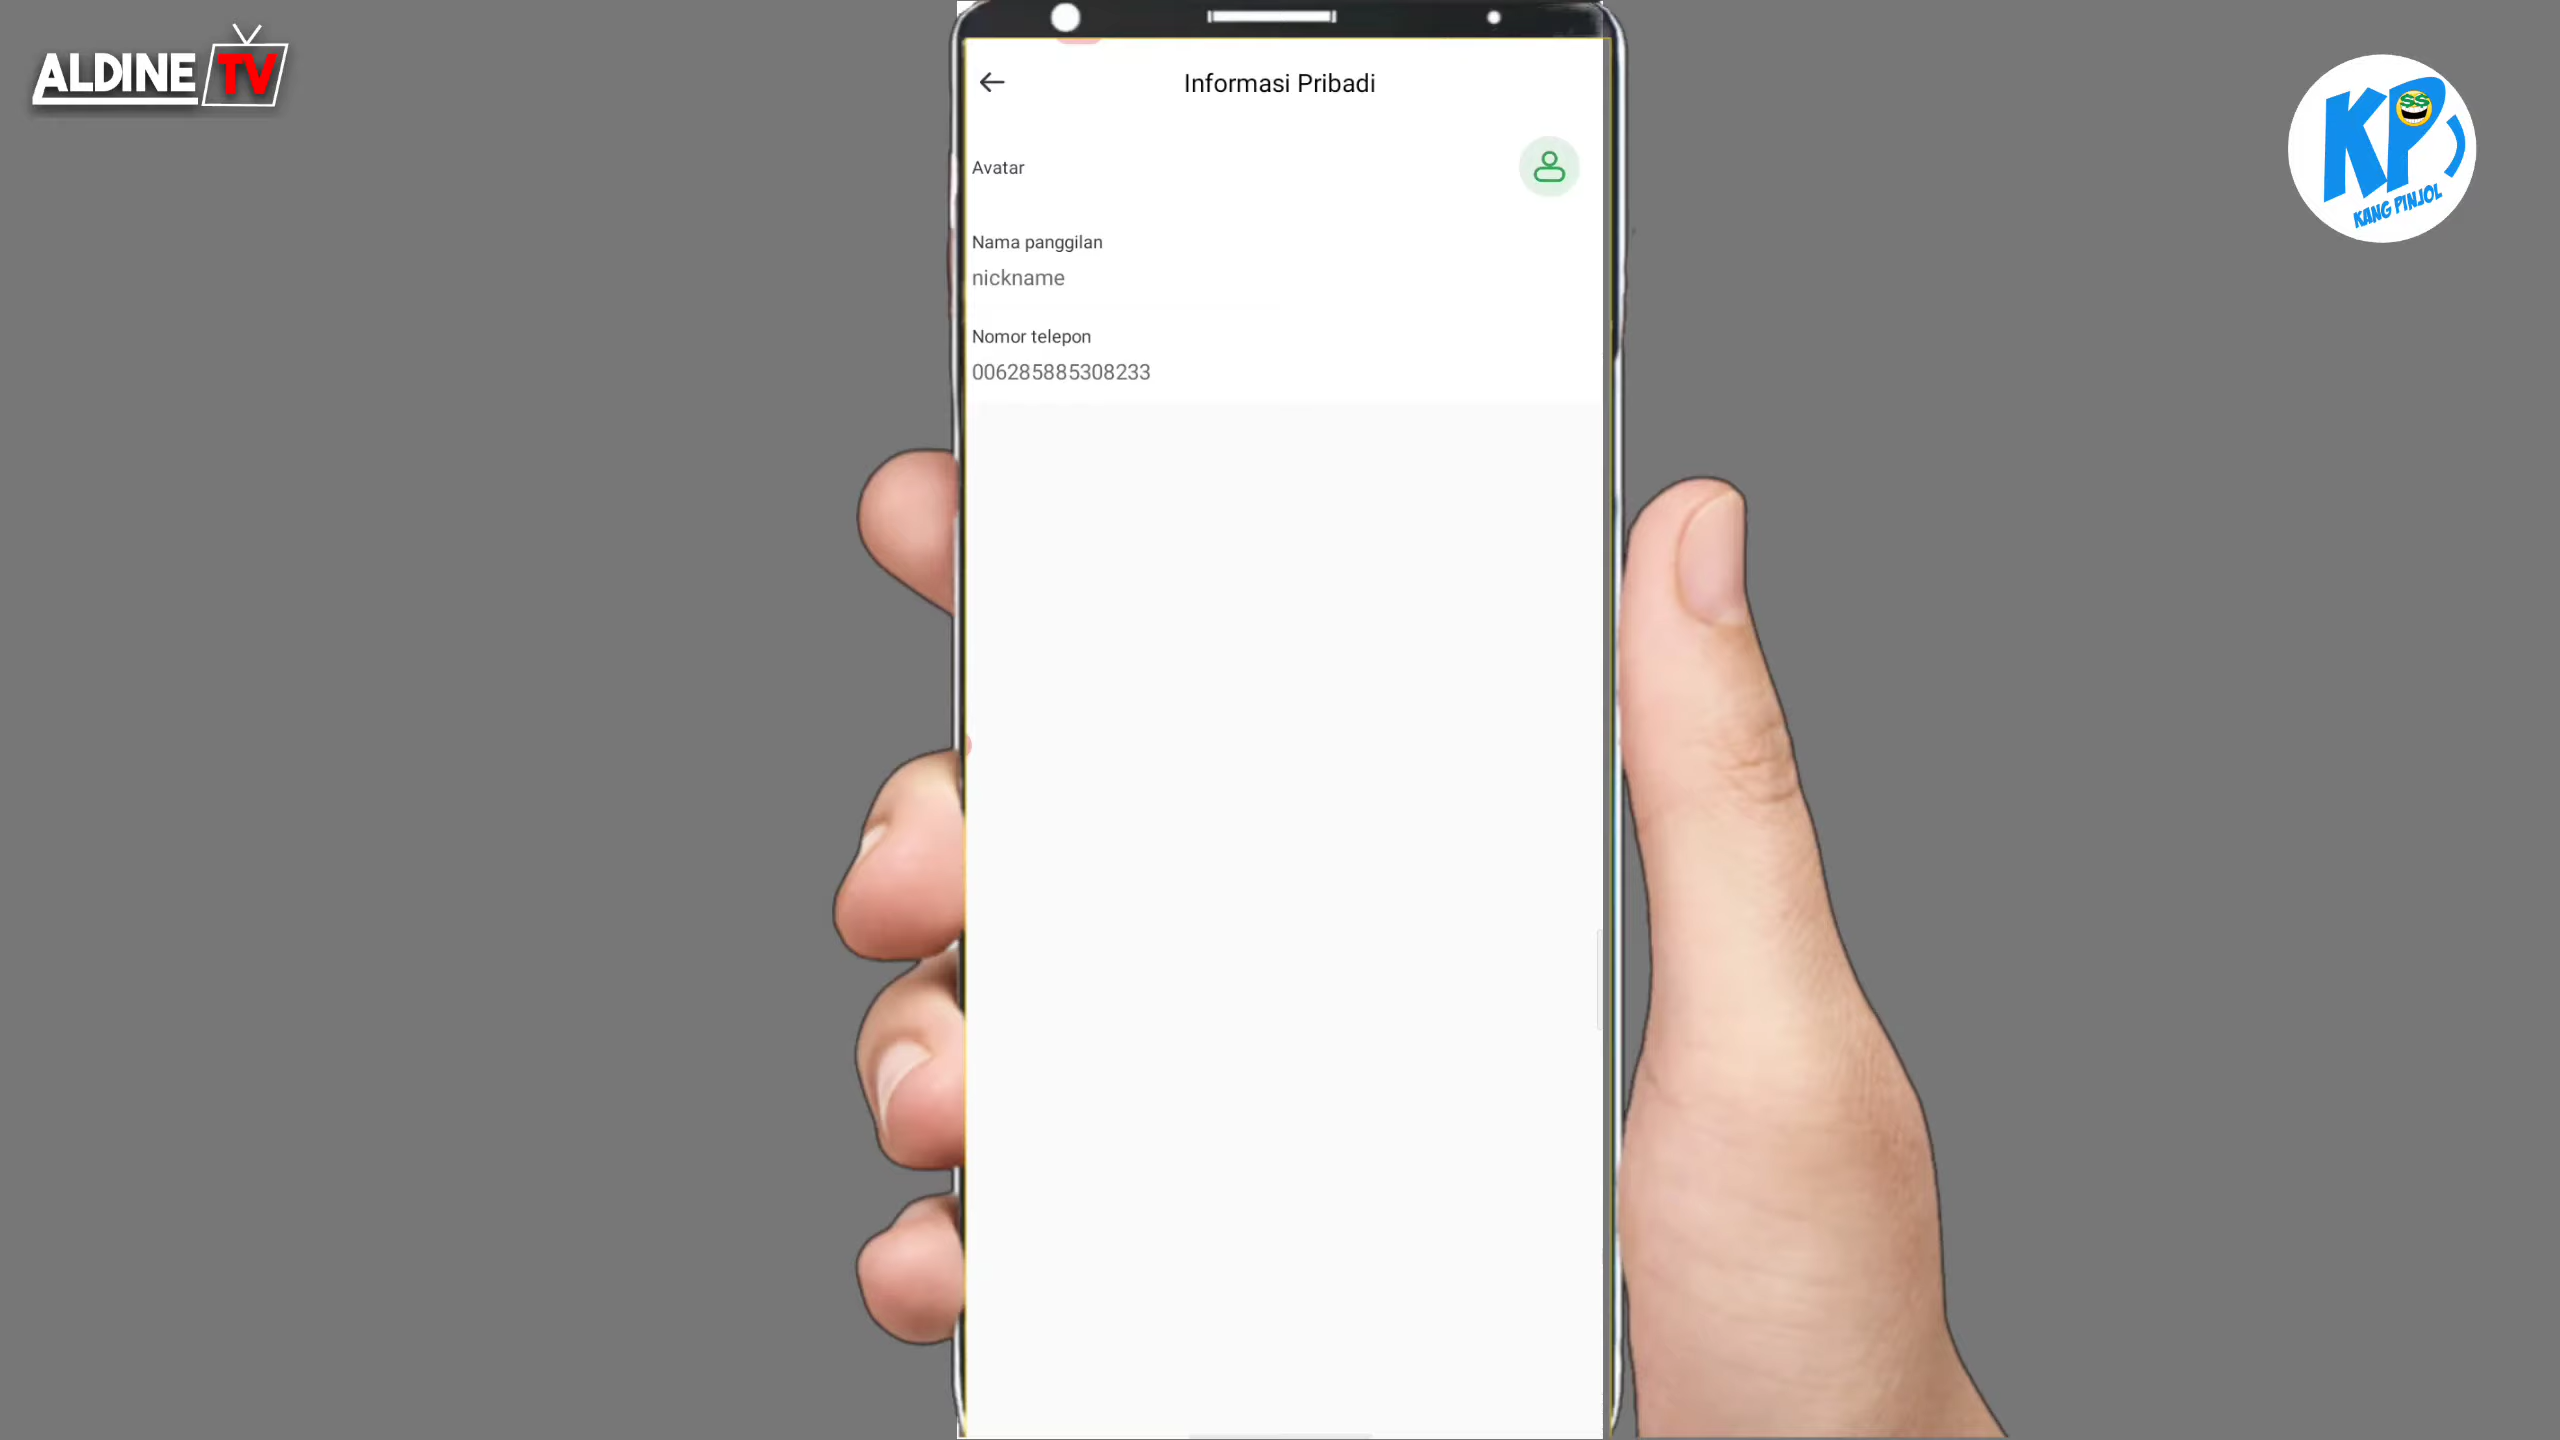 ALDINE TV
Informasi Pribadi
Avatar
Nama panggilan
nickname
Nomor telepon
006285885308233
KP
$$
KANG PINJOL